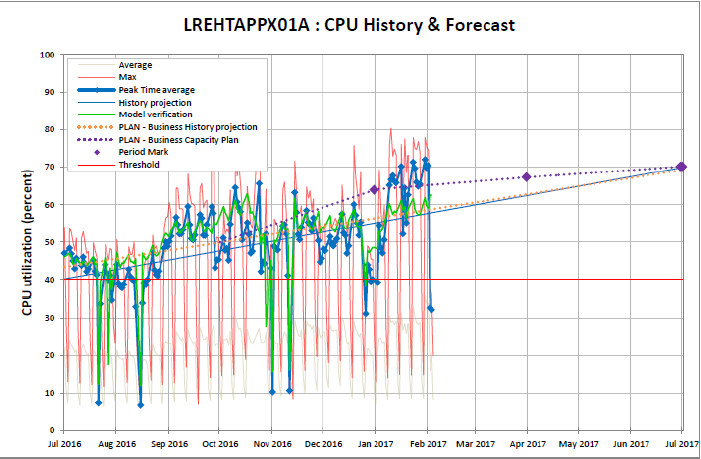 LREHTAPPX01A : CPU History & Forecast
CPU utilization (percent)
100
90
80
70
60
50
40
30
20
10
0
Average
Max
Peak Time average
History projection
Model verification
PLAN - Business History projection
PLAN - Business Capacity Plan
Period Mark
Threshold
Jul 2016 Aug 2016 Sep 2016 Oct 2016 Nov 2016 Dec 2016 Jan 2017 Feb 2017 Mar 2017 Apr 2017 May 2017 Jun 2017 Jul 2017